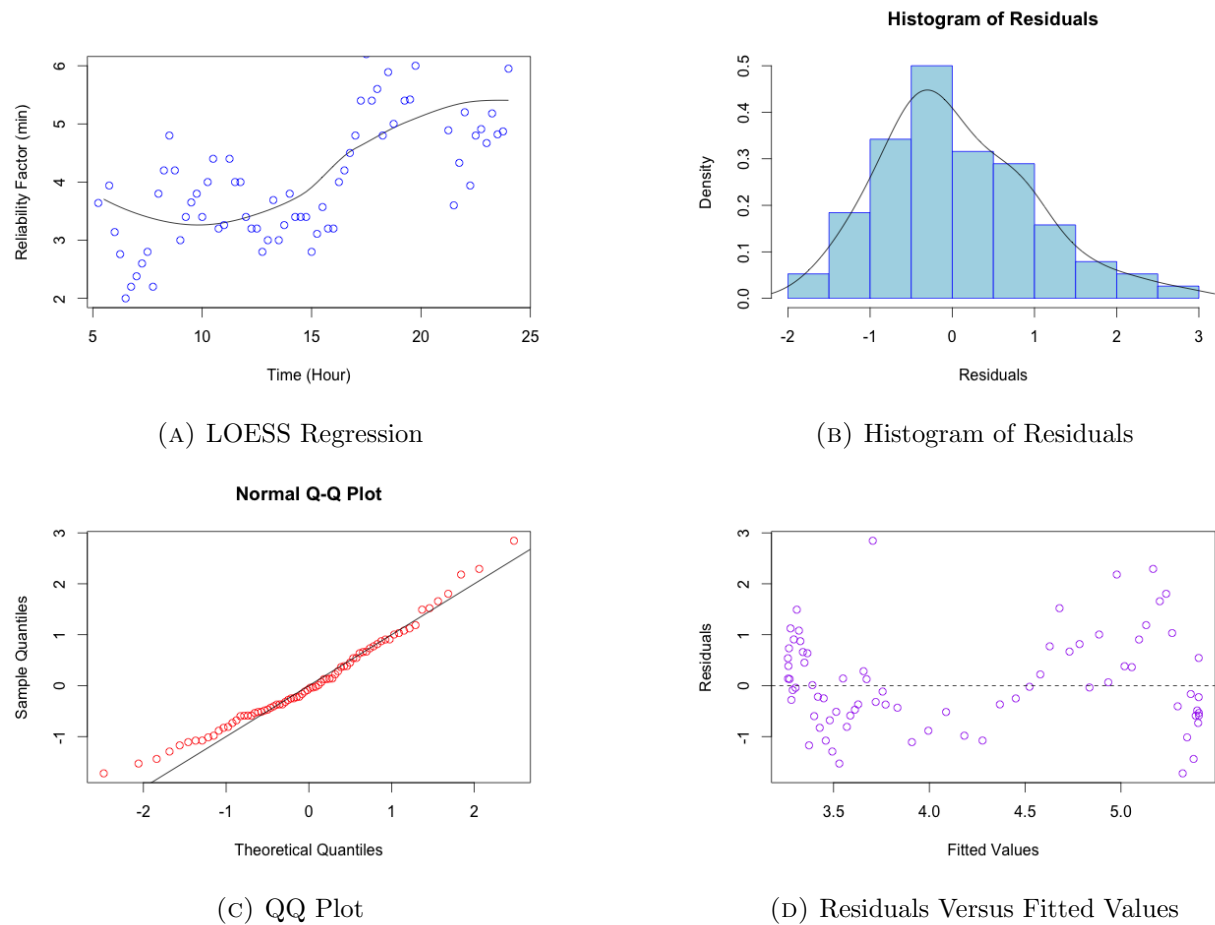 6
5
4
3
2
Reliability Factor (min)
5 10 15 20 25
Time (Hour)
(A) LOESS Regression
Histogram of Residuals
0.5
0.4
0.3
0.2
0.1
0.0
Density
-2 -1 0 1 2 3
Residuals
(B) Histogram of Residuals
Normal Q-Q Plot
3
2
1
0
-1
Sample Quantiles
-2 -1 0 1 2
Theoretical Quantiles
(C) QQ Plot
3
2
1
0
-1
Residuals
3.5 4.0 4.5 5.0
Fitted Values
(D) Residuals Versus Fitted Values